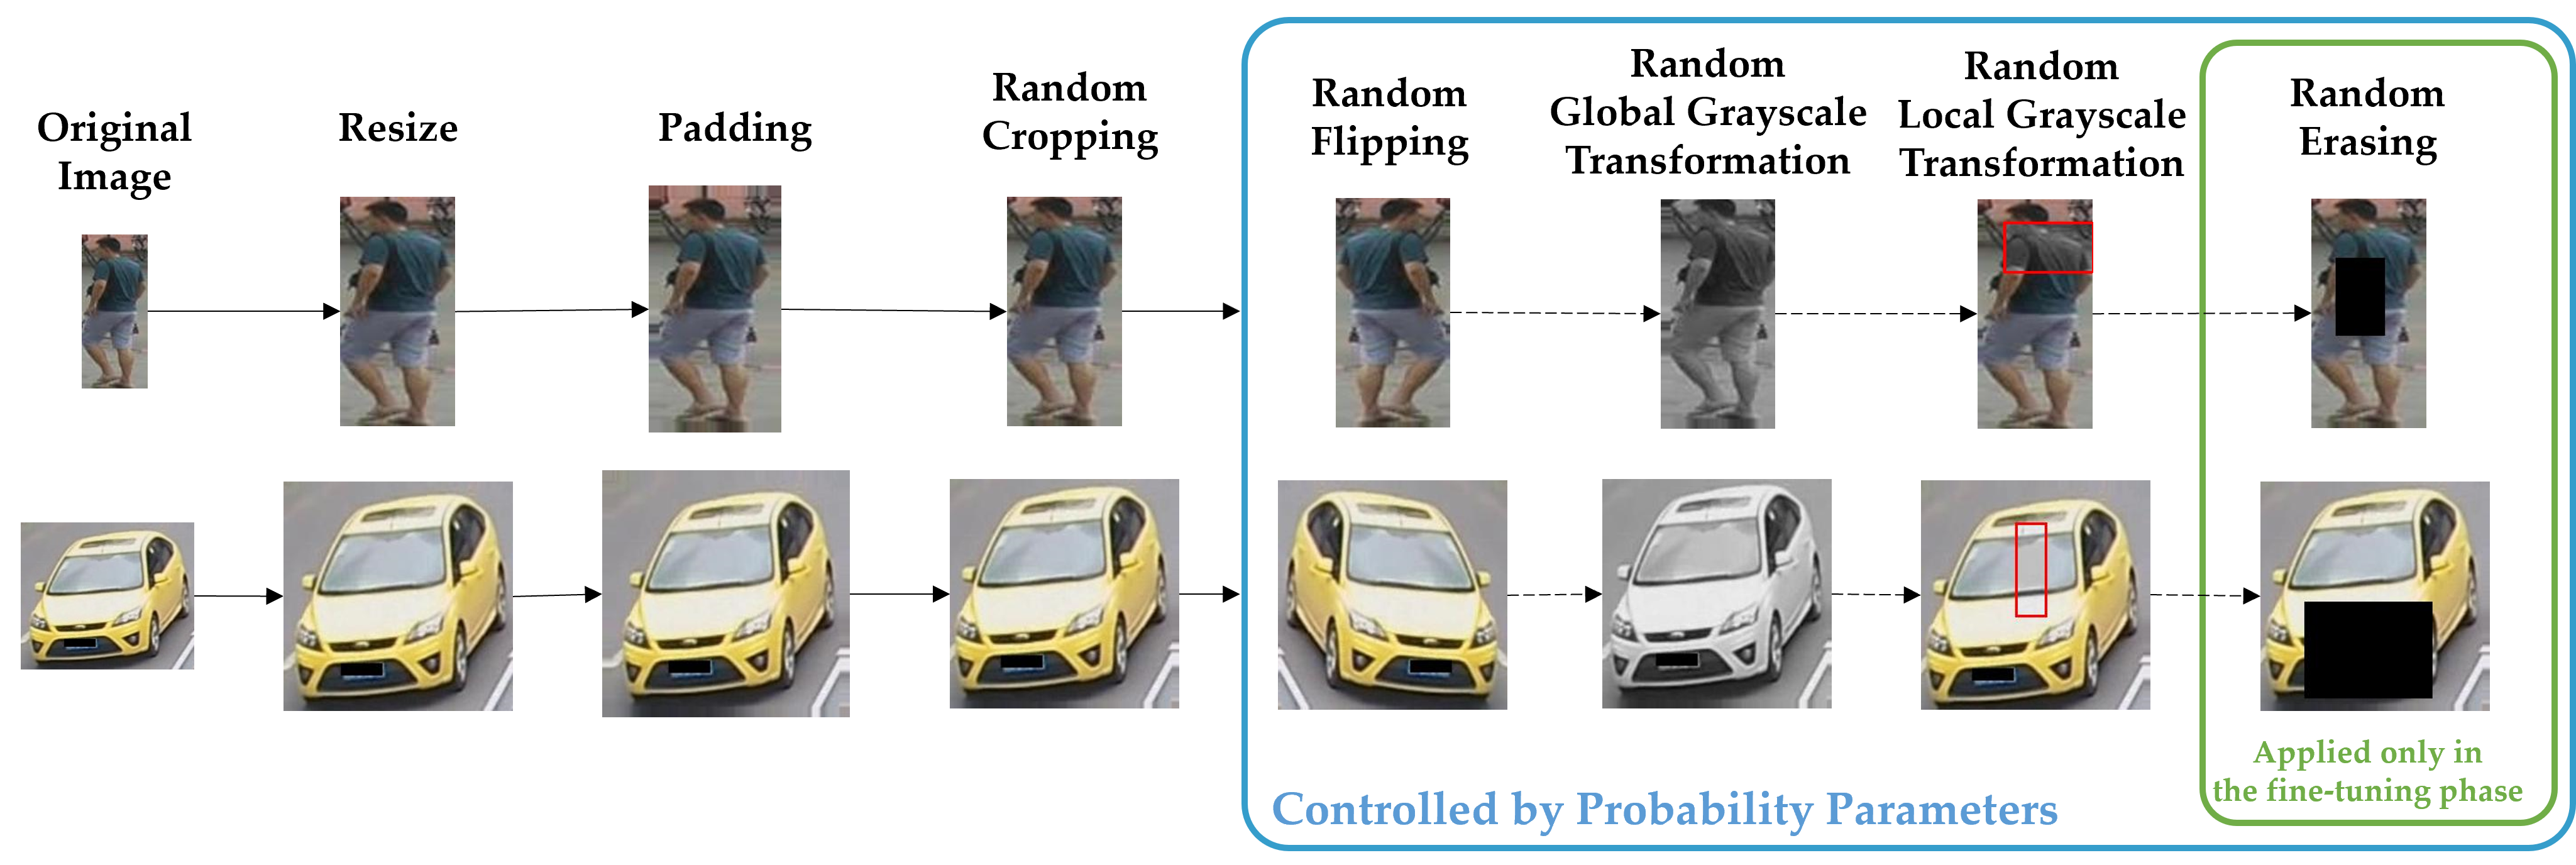 Original
Image
Resize
Padding
Random
Cropping
Random
Flipping
Random
Global Grayscale
Transformation
Random
Local Grayscale
Transformation
Random
Erasing
Applied only in
the fine-tuning phase
Controlled by Probability Parameters